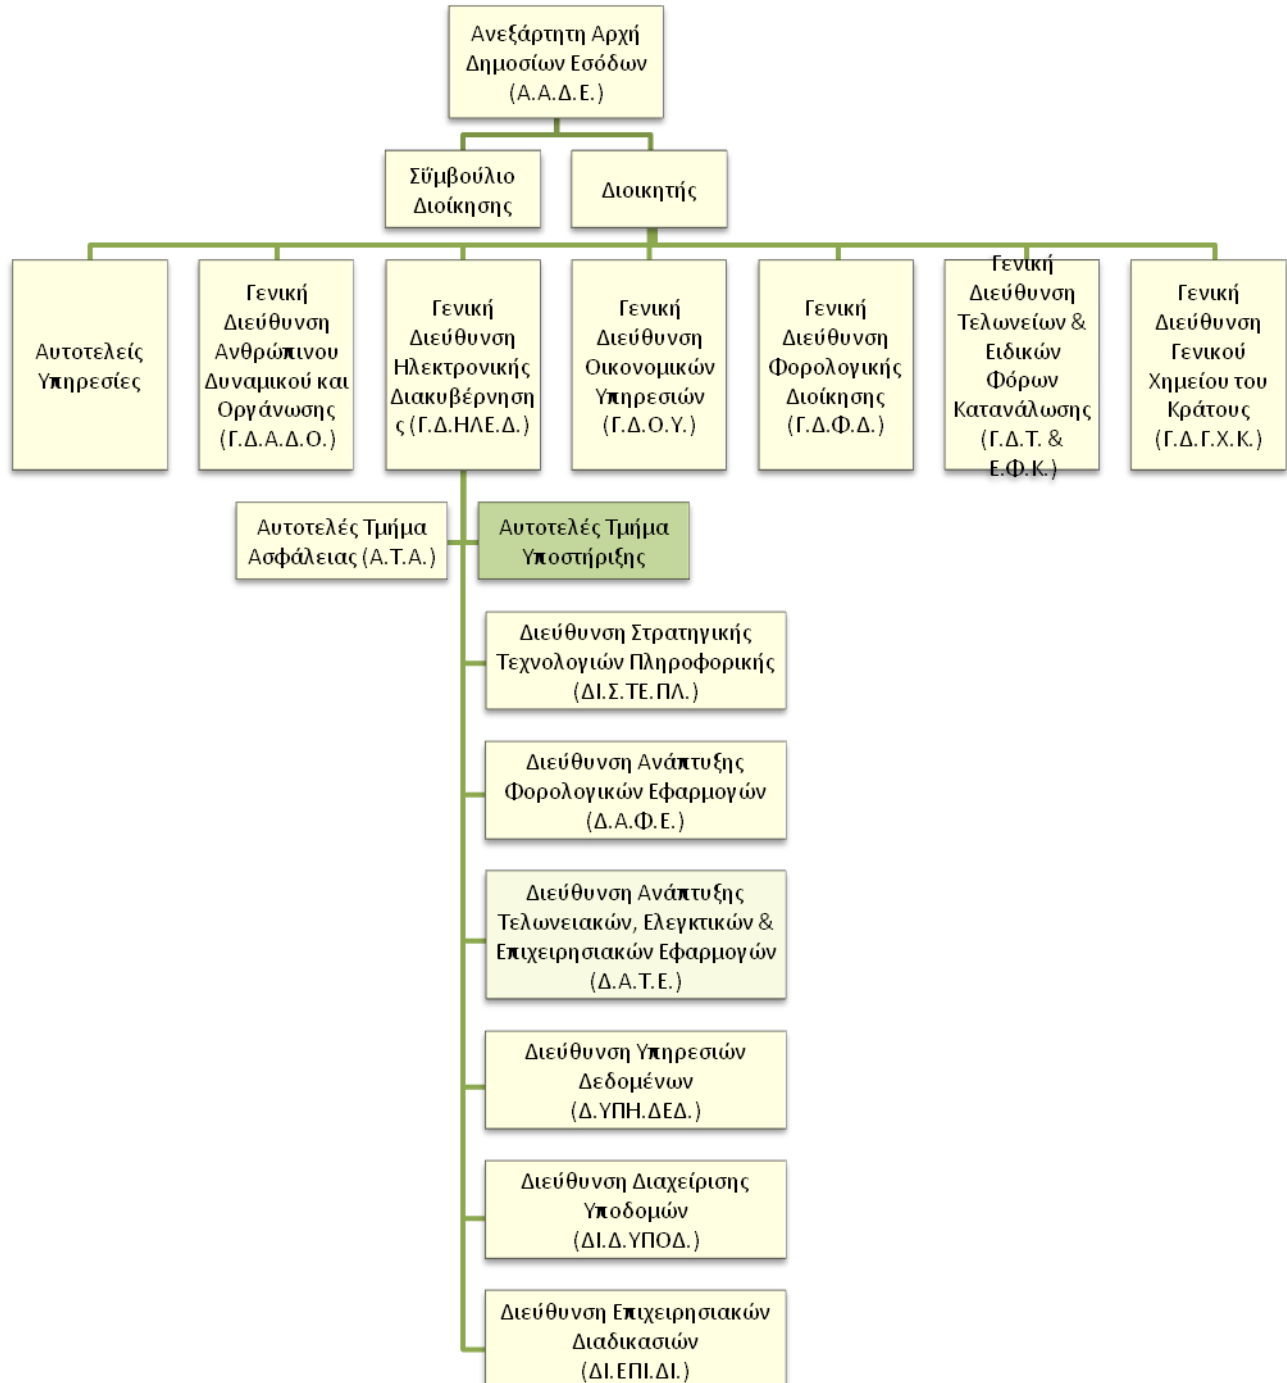 Ανεξάρτητη Αρχή
Δημοσίων Εσόδων
(Α.Α.Δ.Ε.)
Σΰμβούλιο
Διοίκησης
Διοικητής
Αυτοτελείς
Υπηρεσίες
Γενική
Διεύθυνση
Ανθρώπινου
Δυναμικού και
Οργάνωσης
(Γ.Δ.Α.Δ.Ο.)
Γενική
Διεύθυνση
Ηλεκτρονικής
Διακυβέρνηση
ς (Γ.Δ.ΗΛΕ.Δ.)
Γενική
Διεύθυνση
Οικονομικών
Υπηρεσιών
(Γ.Δ.Ο.Υ.)
Γενική
Διεύθυνση
Φορολογικής
Διοίκησης
(Γ.Δ.Φ.Δ.)
Γενική
Διεύθυνση
Τελωνείων &
Ειδικών
Φόρων
Κατανάλωσης
(Γ.Δ.Τ. &
Ε.Φ.Κ.)
Γενική
Διεύθυνση
Γενικού
Χημείου του
Κράτους
(Γ.Δ.Γ.Χ.Κ.)
Αυτοτελές Τμήμα
Ασφάλειας (Α.Τ.Α.)
Αυτοτελές Τμήμα
Υποστήριξης
Διεύθυνση Στρατηγικής
Τεχνολογιών Πληροφορικής
(ΔΙ.Σ.ΤΕ.ΠΛ.)
Διεύθυνση Ανάπτυξης
Φορολογικών Εφαρμογών
(Δ.Α.Φ.Ε.)
Διεύθυνση Ανάπτυξης
Τελωνειακών, Ελεγκτικών &
Επιχειρησιακών Εφαρμογών
(Δ.Α.Τ.Ε.)
Διεύθυνση Υπηρεσιών
Δεδομένων
(Δ.ΥΠΗ.ΔΕΔ.)
Διεύθυνση Διαχείρισης
Υποδομών
(ΔΙ.Δ.ΥΠΟΔ.)
Διεύθυνση Επιχειρησιακών
Διαδικασιών
(ΔΙ.ΕΠΙ.ΔΙ.)